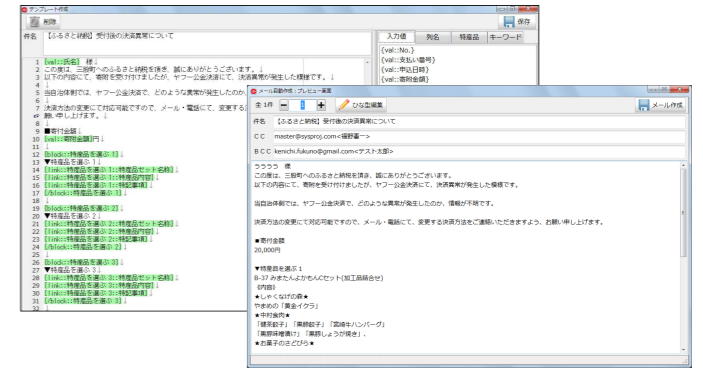 テンプレート作成
削除
保存
件名 【ふるさと納税】受付後の決済異常について
入力値 列名 特産品 キーワード
{val::No.}
{val::支払い番号}
{val::申込日時}
{val::寄附金額}
1 [val::氏名] 様↓
2 この度は、三股町へのふるさと納税を頂き、誠にありがとうございます。↓
3 以下の内容にて、寄附を受け付けましたが、ヤフー公金決済にて、決済異常が発生した模様です。↓
4 ↓
5 当自治体側では、ヤフー公金決済で、どのような異常が発生したのか、
6 ↓
7 決済方法の変更にて対応可能ですので、メール・電話にて、変更する
願い申し上げます。↓
8 ↓
9 ■寄付金額↓
10 [val::寄附金額]円↓
11 ↓
12 [block::特産品を選ぶ 1]↓
13 ▼特産品を選ぶ 1↓
14 [link::特産品を選ぶ 1::特産品セット名称]↓
15 [link::特産品を選ぶ 1::特産品内容]↓
16 [link::特産品を選ぶ 1::特記事項]↓
17 [/block::特産品を選ぶ 1]↓
18 ↓
19 [block::特産品を選ぶ 2]↓
20 ▼特産品を選ぶ 2↓
21 [link::特産品を選ぶ 2::特産品セット名称]↓
22 [link::特産品を選ぶ 2::特産品内容]↓
23 [link::特産品を選ぶ 2::特記事項]↓
24 [/block::特産品を選ぶ 2]↓
25 ↓
26 [block::特産品を選ぶ 3]↓
27 ▼特産品を選ぶ 3↓
28 [link::特産品を選ぶ 3::特産品セット名称]↓
29 [link::特産品を選ぶ 3::特産品内容]↓
30 [link::特産品を選ぶ 3::特記事項]↓
31 [/block::特産品を選ぶ 3]↓
32 ↓
メール自動作成：プレビュー画面
全 1件 1 ひな型編集 メール作成
件名 【ふるさと納税】受付後の決済異常について
C C master@sysproj.com<福野憲一>
B C C kenichi.fukuno@gmail.com<テスト太郎>
ううううう 様
この度は、三股町へのふるさと納税を頂き、誠にありがとうございます。
以下の内容にて、寄附を受け付けましたが、ヤフー公金決済にて、決済異常が発生した模様です。
当自治体側では、ヤフー公金決済で、どのような異常が発生したのか、情報が不明です。
決済方法の変更にて対応可能ですので、メール・電話にて、変更する決済方法をご連絡いただきますよう、お願い申し上げます。
■寄付金額
20,000円
▼特産品を選ぶ 1
B-37 みまたんよかもんCセット(加工品詰合せ)
《内容》
★しゃくなげの森★
やまめの「黄金イクラ」
★中村食肉★
「健茶餃子」「黒豚餃子」「宮崎牛ハンバーグ」
「黒豚味噌漬け」「黒豚しょうが焼き」、
★お菓子のさとびら★